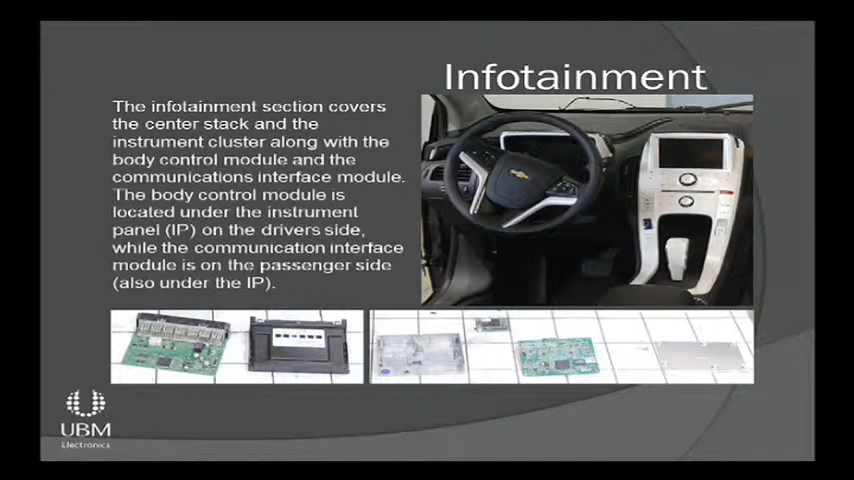 Infotainment
The infotainment section covers
the center stack and the
instrument cluster along with the
body control module and the
communications interface module.
The body control module is
located under the instrument
panel (IP) on the drivers side,
while the communication interface
module is on the passenger side
(also under the IP).
UBM
Electronics